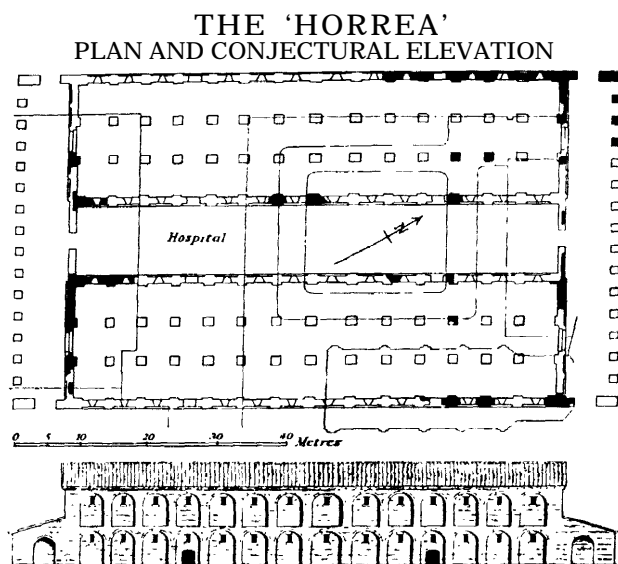 THE 'HORREA'
PLAN AND CONJECTURAL ELEVATION
Hospital
N
0 5 10 20 30 40 Metres